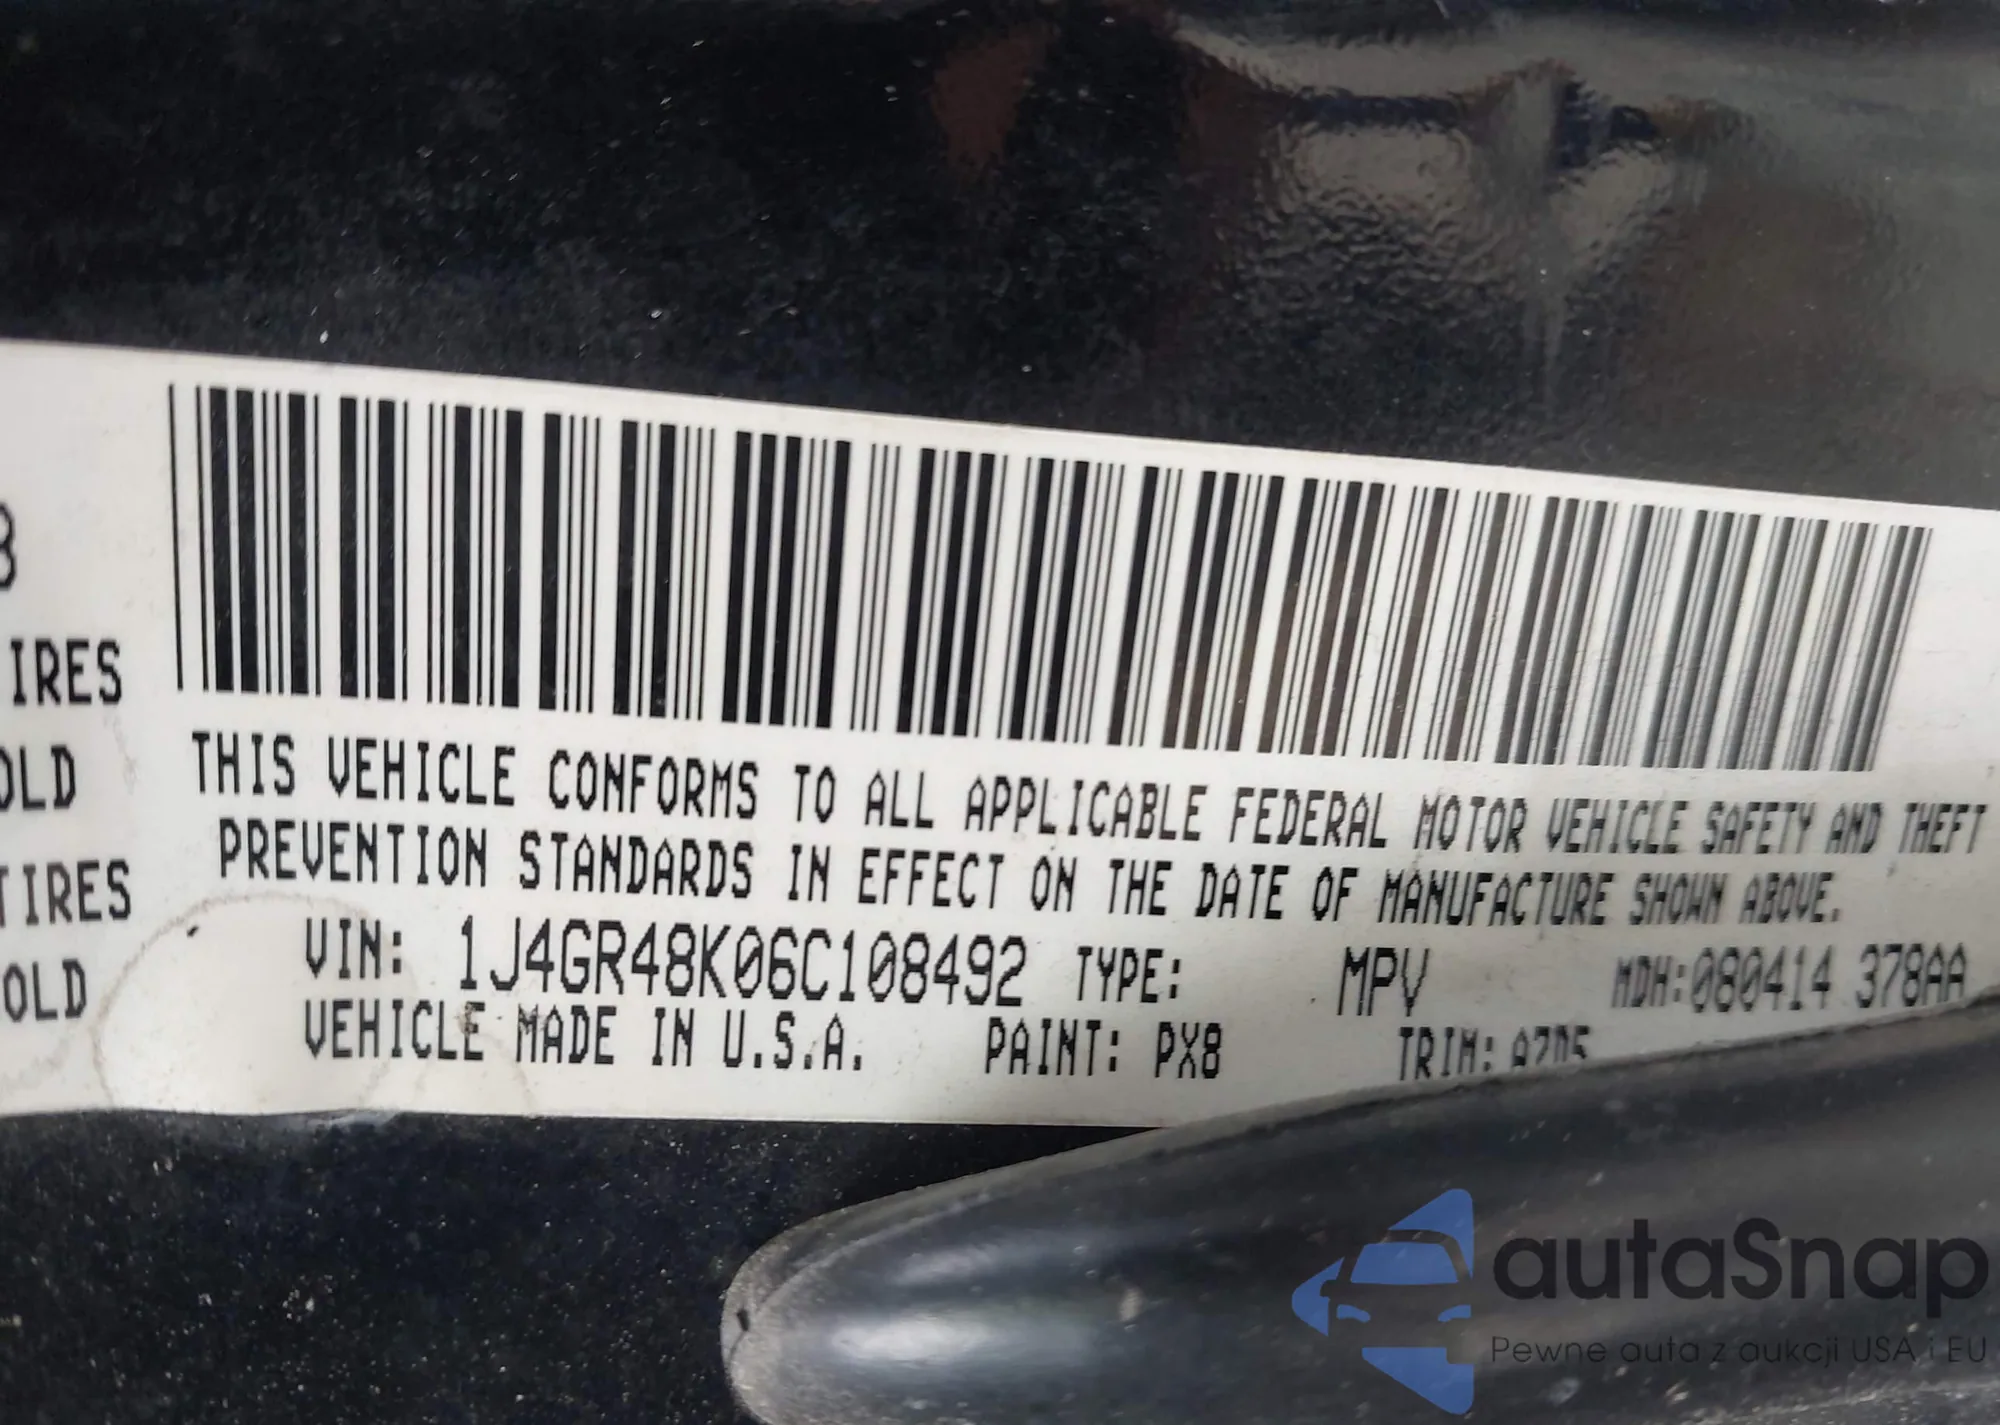 8
IRES
OLD
TIRES
OLD
THIS VEHICLE CONFORMS TO ALL APPLICABLE FEDERAL MOTOR VEHICLE SAFETY AND THEFT
PREVENTION STANDARDS IN EFFECT ON THE DATE OF MANUFACTURE SHOWN ABOVE.
VIN: 1J4GR48K06C108492 TYPE: MPV MDH:080414 378AA
VEHICLE MADE IN U.S.A. PAINT: PX8 TRIM:
autaSnap
Pewne auta z aukcji USA i EU